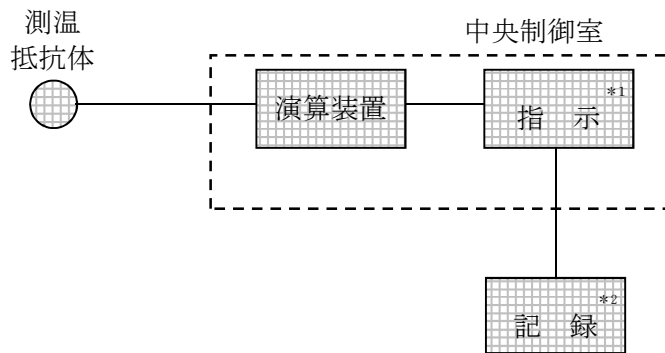 測温
抵抗体
中央制御室
演算装置
指 示 *1
記 録 *2